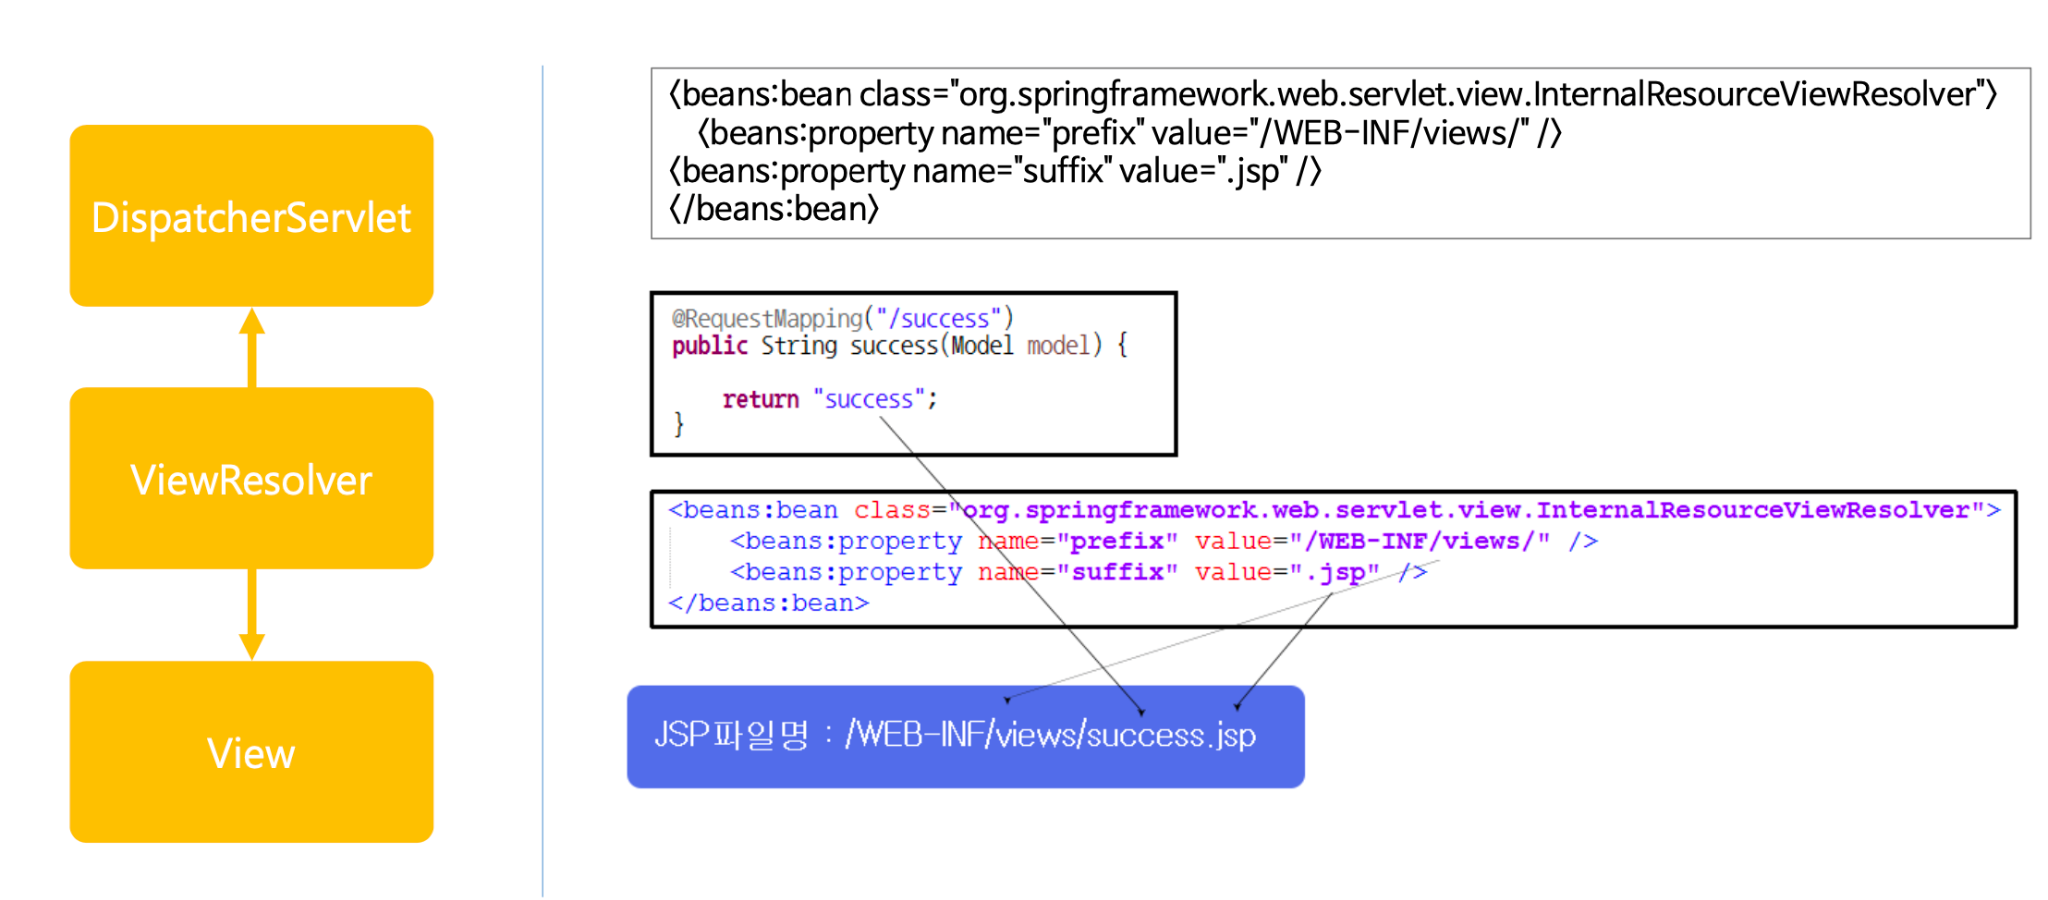 DispatcherServlet
ViewResolver
View
<beans:bean class="org.springframework.web.servlet.view.InternalResourceViewResolver">
<beans:property name="prefix" value="/WEB-INF/views/" />
<beans:property name="suffix" value=".jsp" />
</beans:bean>
@RequestMapping("/success")
public String success(Model model) {
return "success";
}
<beans:bean class="org.springframework.web.servlet.view.InternalResourceViewResolver">
<beans:property name="prefix" value="/WEB-INF/views/" />
<beans:property name="suffix" value=".jsp" />
</beans:bean>
JSP파일명 : /WEB-INF/views/success.jsp